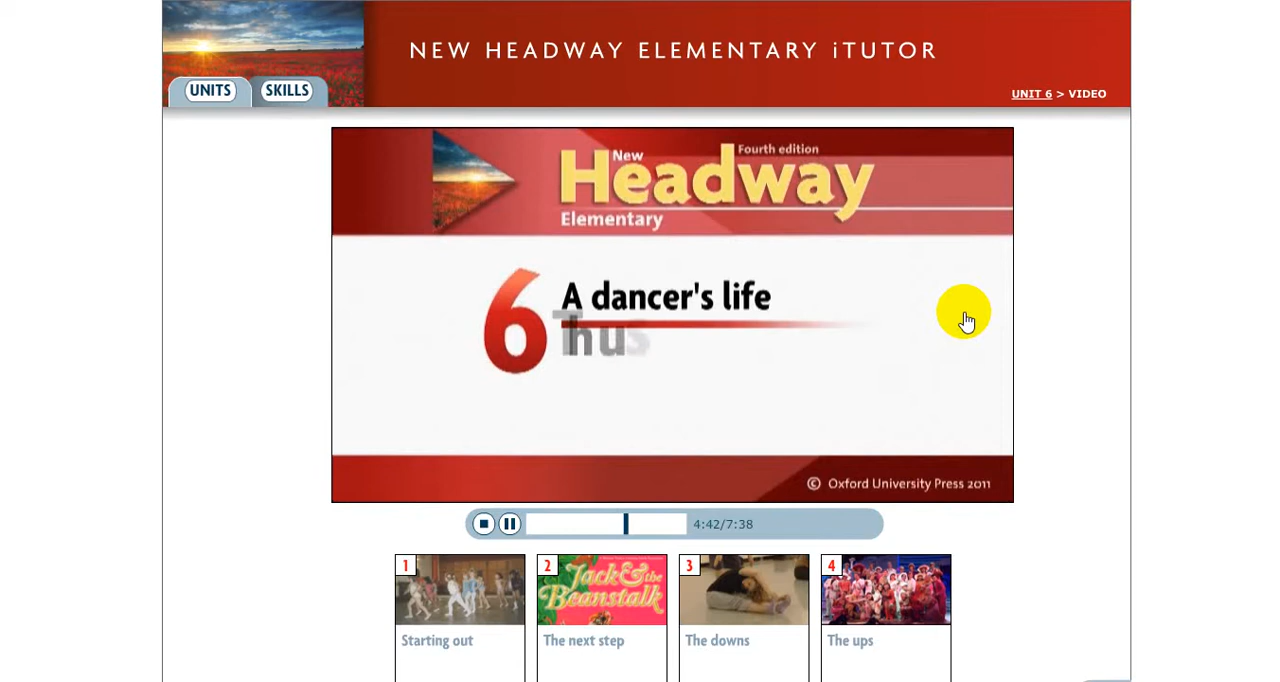 NEW HEADWAY ELEMENTARY iTUTOR
UNITS SKILLS
UNIT 6 > VIDEO
New
Fourth edition
Headway
Elementary
6
A dancer's life
© Oxford University Press 2011
4:42/7:38
1
2
3
4
Jack & the
Beanstalk
Starting out
The next step
The downs
The ups